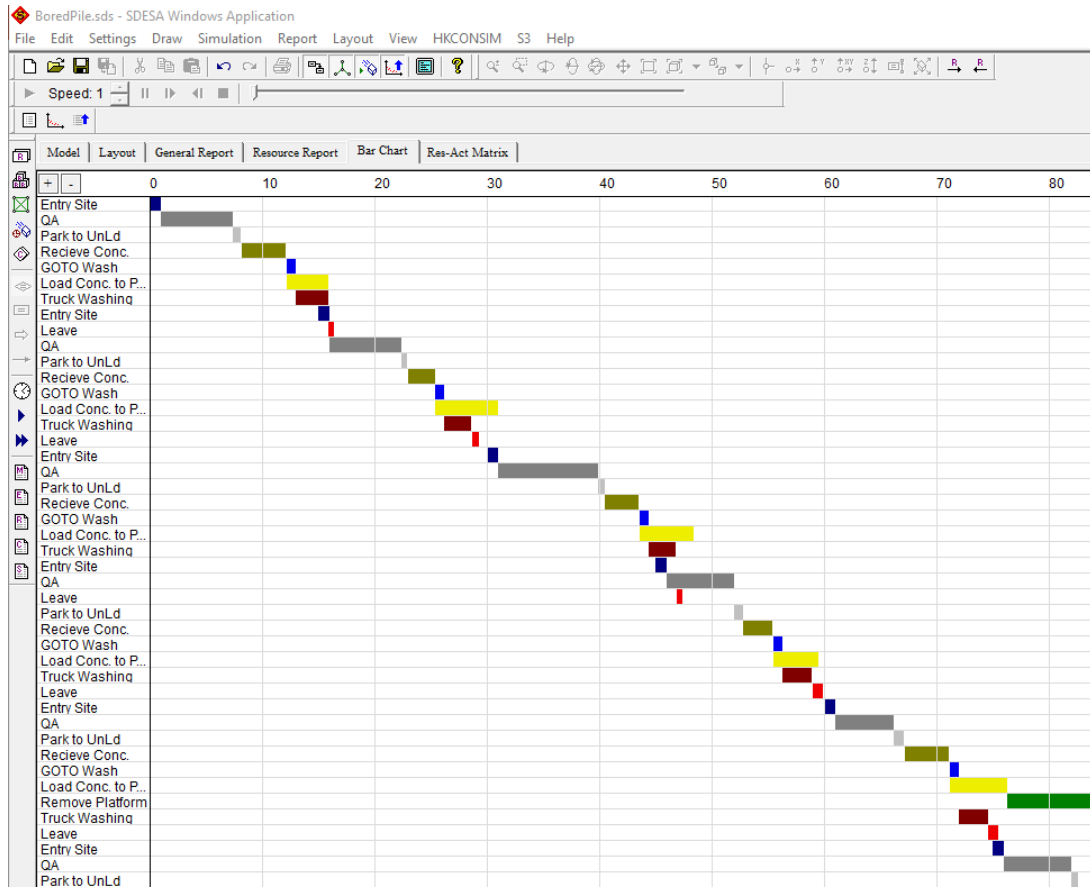 BoredPile.sds - SDESA Windows Application
File Edit Settings Draw Simulation Report Layout View HKCONSIM S3 Help
Speed: 1
Model Layout General Report Resource Report Bar Chart Res-Act Matrix
+ - 0 10 20 30 40 50 60 70 80
Entry Site
QA
Park to UnLd
Recieve Conc.
GOTO Wash
Load Conc. to P...
Truck Washing
Entry Site
Leave
QA
Park to UnLd
Recieve Conc.
GOTO Wash
Load Conc. to P...
Truck Washing
Leave
Entry Site
QA
Park to UnLd
Recieve Conc.
GOTO Wash
Load Conc. to P...
Truck Washing
Entry Site
QA
Leave
Park to UnLd
Recieve Conc.
GOTO Wash
Load Conc. to P...
Truck Washing
Leave
Entry Site
QA
Park to UnLd
Recieve Conc.
GOTO Wash
Load Conc. to P...
Remove Platform
Truck Washing
Leave
Entry Site
QA
Park to UnLd